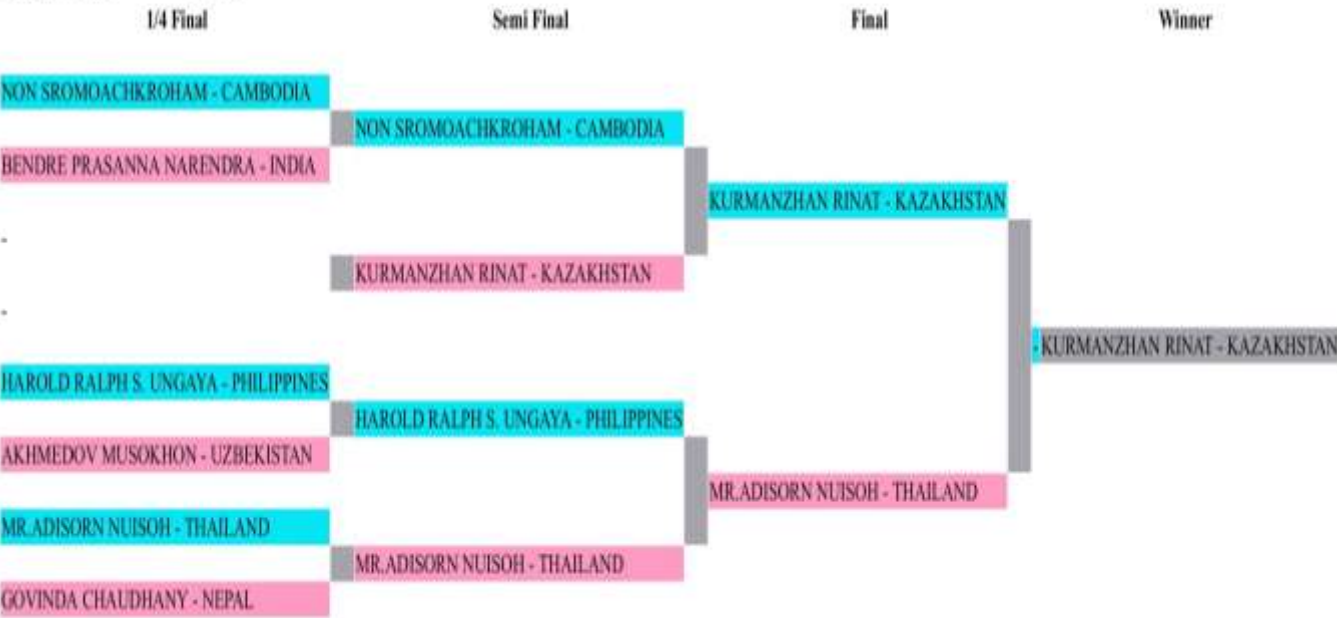 1/4 Final Semi Final Final Winner
NON SROMOACHKROHAM - CAMBODIA
NON SROMOACHKROHAM - CAMBODIA
BENDRE PRASANNA NARENDRA - INDIA
KURMANZHAN RINAT - KAZAKHSTAN
-
KURMANZHAN RINAT - KAZAKHSTAN
-
- KURMANZHAN RINAT - KAZAKHSTAN
HAROLD RALPH S. UNGAYA - PHILIPPINES
HAROLD RALPH S. UNGAYA - PHILIPPINES
AKHMEDOV MUSOKHON - UZBEKISTAN
MR.ADISORN NUISOH - THAILAND
MR.ADISORN NUISOH - THAILAND
MR.ADISORN NUISOH - THAILAND
GOVINDA CHAUDHANY - NEPAL